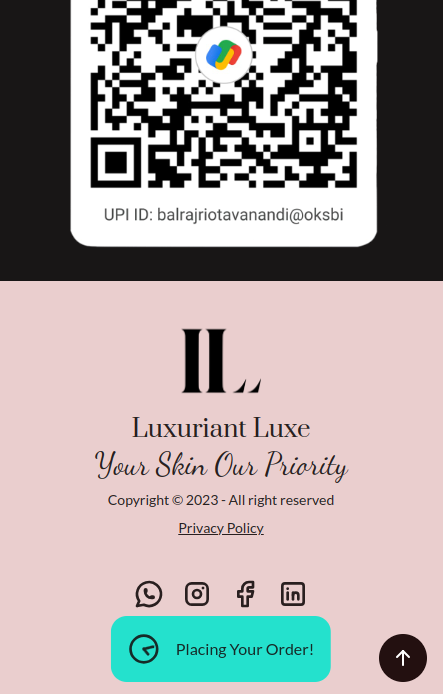 UPI ID: balrajriotavanandi@oksbi
LL
Luxuriant Luxe
Your Skin Our Priority
Copyright © 2023 - All right reserved
Privacy Policy
Placing Your Order!